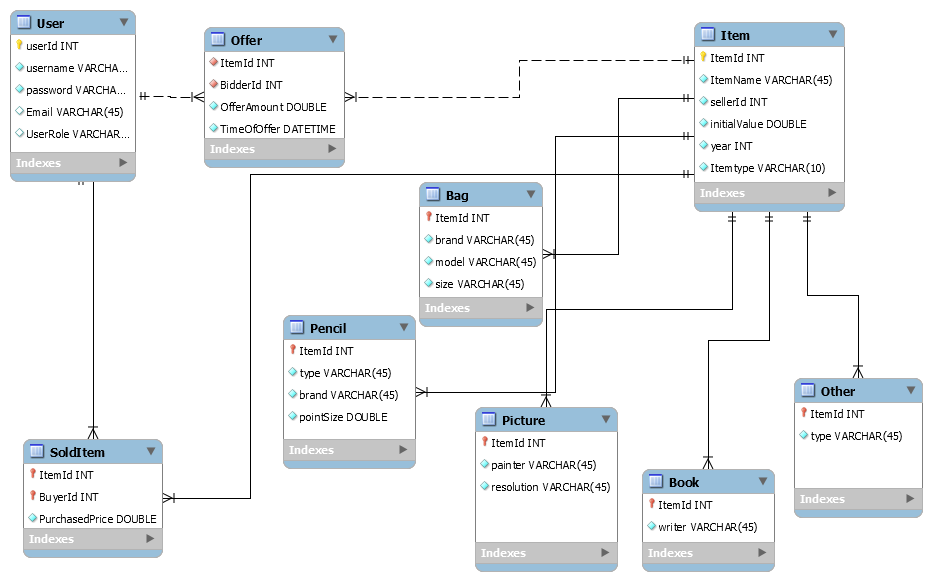 User
userId INT
username VARCHA...
password VARCHA...
Email VARCHAR(45)
UserRole VARCHAR...
Indexes
Offer
ItemId INT
BidderId INT
OfferAmount DOUBLE
TimeOfOffer DATETIME
Indexes
Item
ItemId INT
ItemName VARCHAR(45)
sellerId INT
initialValue DOUBLE
year INT
Itemtype VARCHAR(10)
Indexes
Bag
ItemId INT
brand VARCHAR(45)
model VARCHAR(45)
size VARCHAR(45)
Indexes
Pencil
ItemId INT
type VARCHAR(45)
brand VARCHAR(45)
pointSize DOUBLE
Indexes
Other
ItemId INT
type VARCHAR(45)
Indexes
Picture
ItemId INT
painter VARCHAR(45)
resolution VARCHAR(45)
Indexes
SoldItem
ItemId INT
BuyerId INT
PurchasedPrice DOUBLE
Indexes
Book
ItemId INT
writer VARCHAR(45)
Indexes